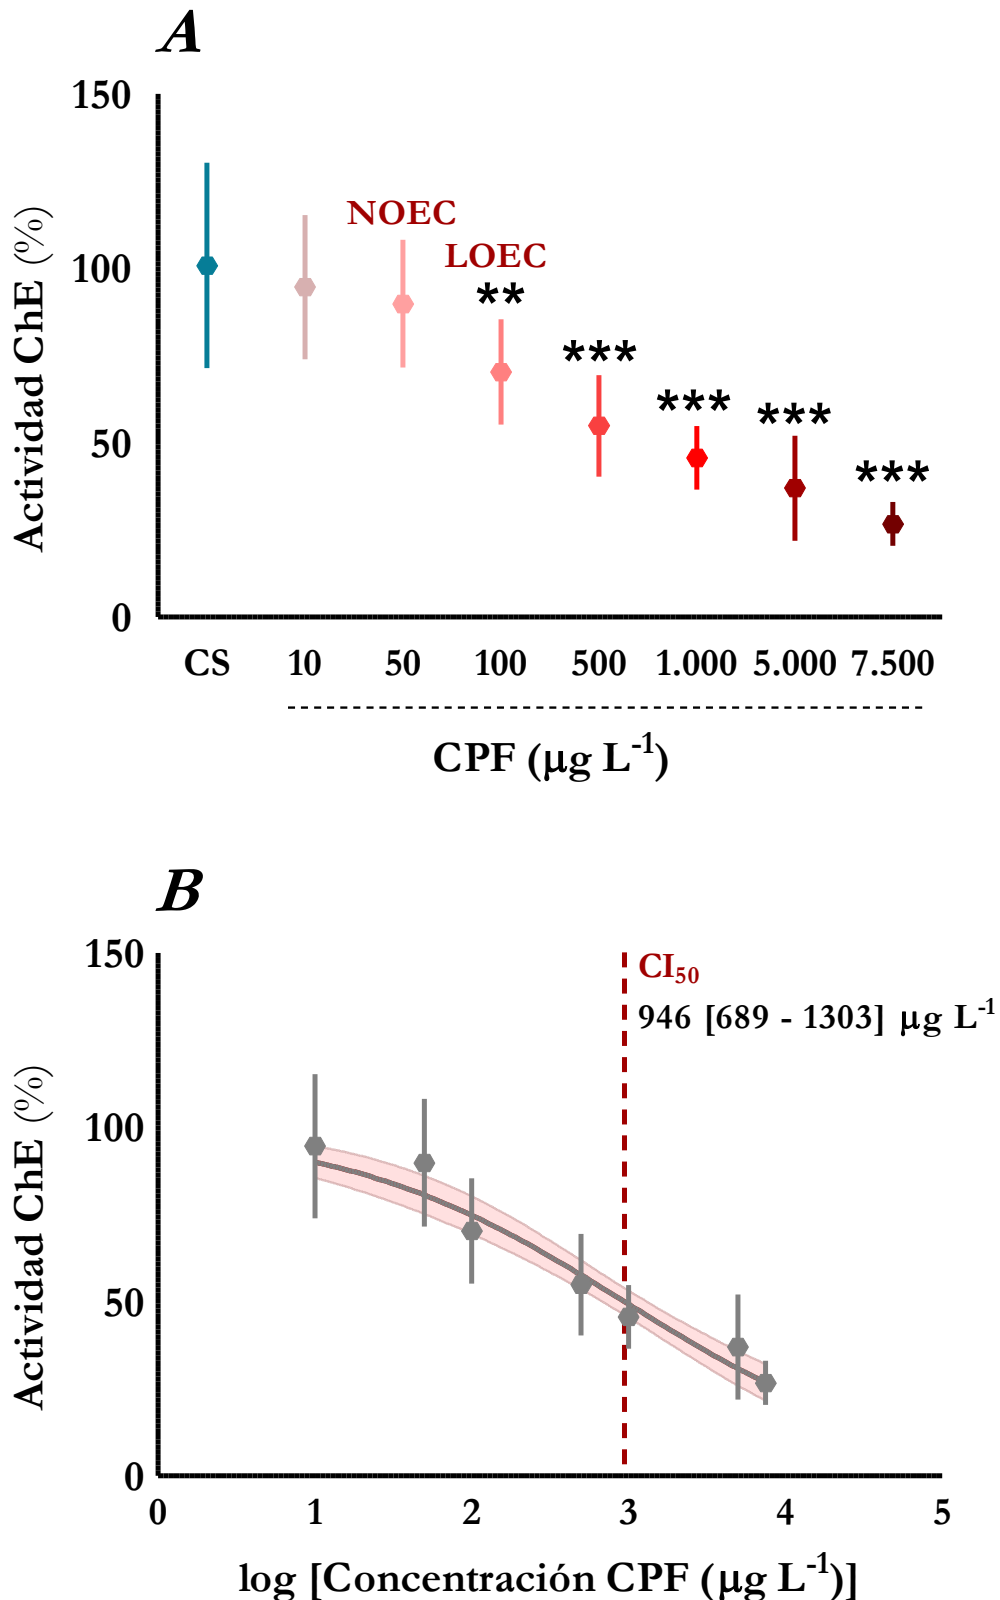 A
150
100
50
0
Actividad ChE (%)
NOEC
LOEC
**
***
***
***
***
CS 10 50 100 500 1.000 5.000 7.500
CPF (µg L⁻¹)
B
150
100
50
0
Actividad ChE (%)
CI₅₀
946 [689 - 1303] µg L⁻¹
0 1 2 3 4 5
log [Concentración CPF (µg L⁻¹)]